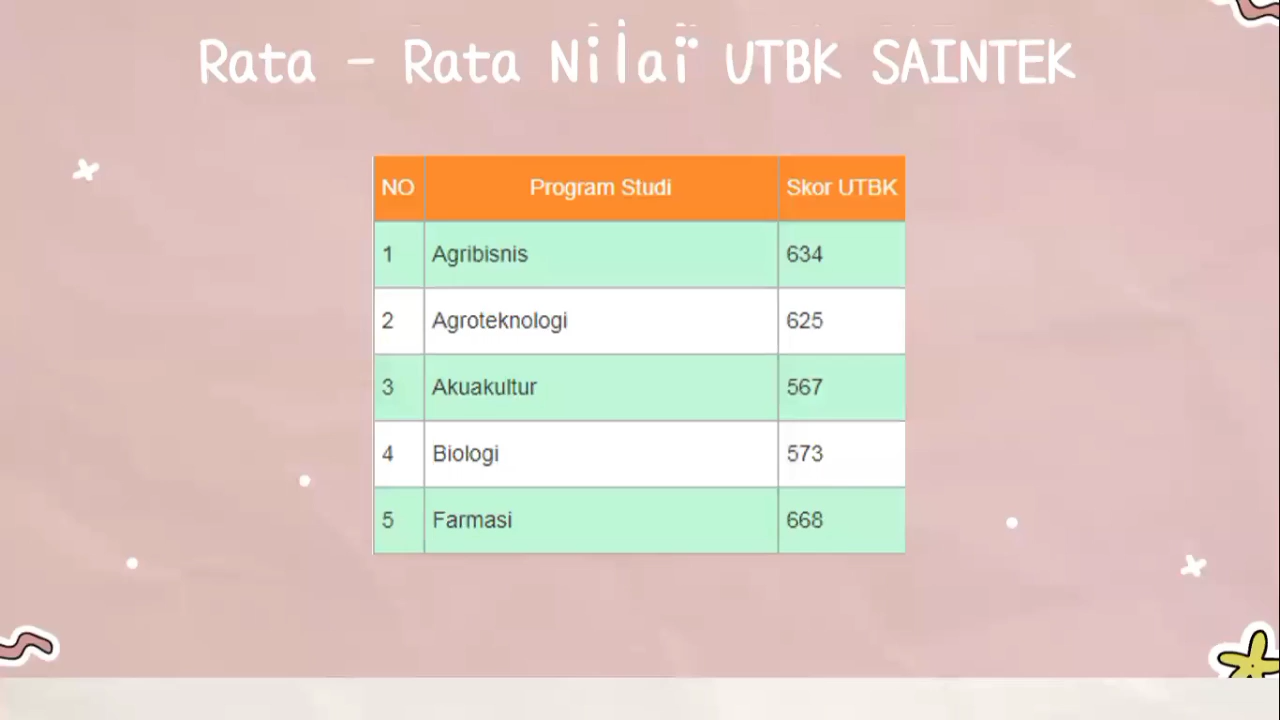 Rata - Rata Nilai UTBK SAINTEK
NO Program Studi Skor UTBK
1 Agribisnis 634
2 Agroteknologi 625
3 Akuakultur 567
4 Biologi 573
5 Farmasi 668